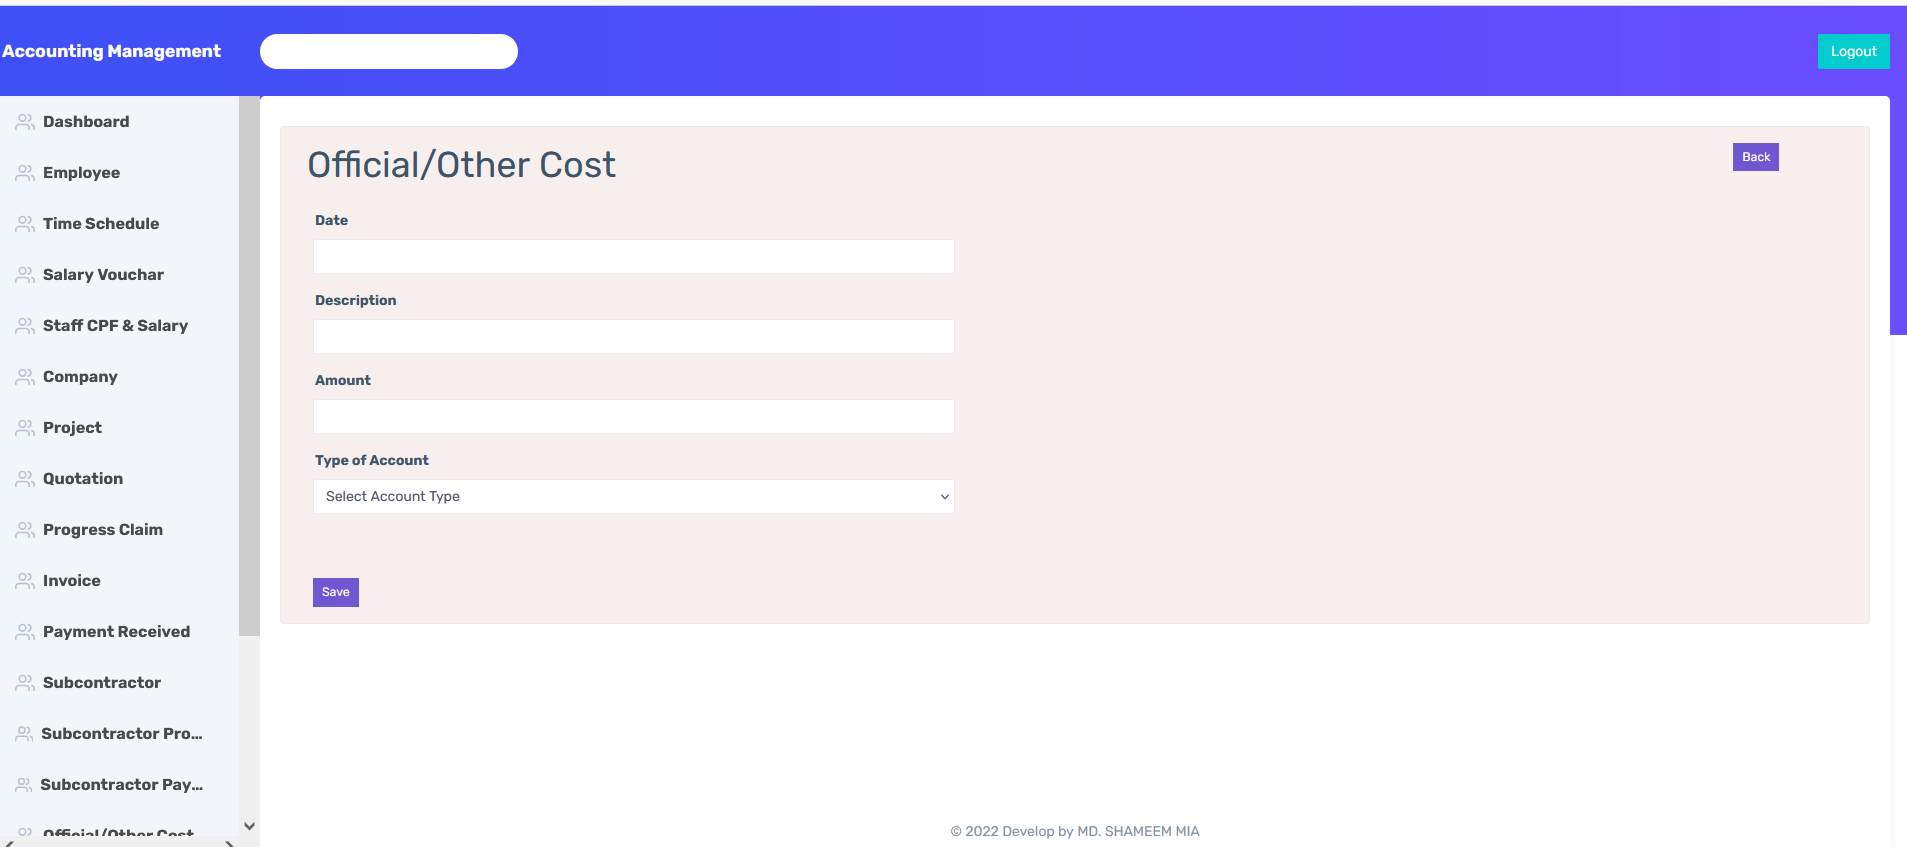 Accounting Management
Logout
Dashboard
Employee
Time Schedule
Salary Vouchar
Staff CPF & Salary
Company
Project
Quotation
Progress Claim
Invoice
Payment Received
Subcontractor
Subcontractor Pro...
Subcontractor Pay...
Official/Other Cost
Official/Other Cost
Back
Date
Description
Amount
Type of Account
Select Account Type
Save
© 2022 Develop by MD. SHAMEEM MIA